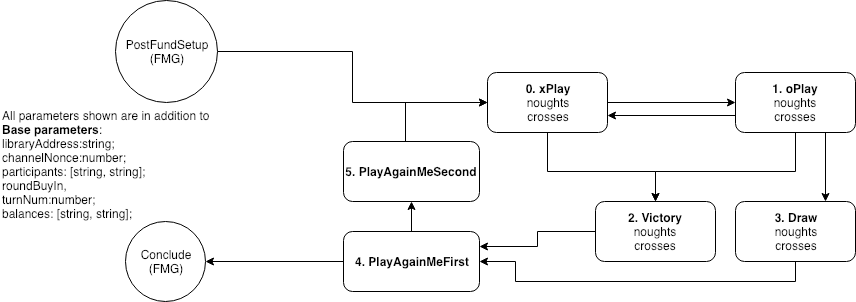 PostFundSetup
(FMG)
0. xPlay
noughts
crosses
1. oPlay
noughts
crosses
All parameters shown are in addition to
Base parameters:
libraryAddress:string;
channelNonce:number;
participants: [string, string];
roundBuyIn,
turnNum:number;
balances: [string, string];
5. PlayAgainMeSecond
2. Victory
noughts
crosses
3. Draw
noughts
crosses
Conclude
(FMG)
4. PlayAgainMeFirst